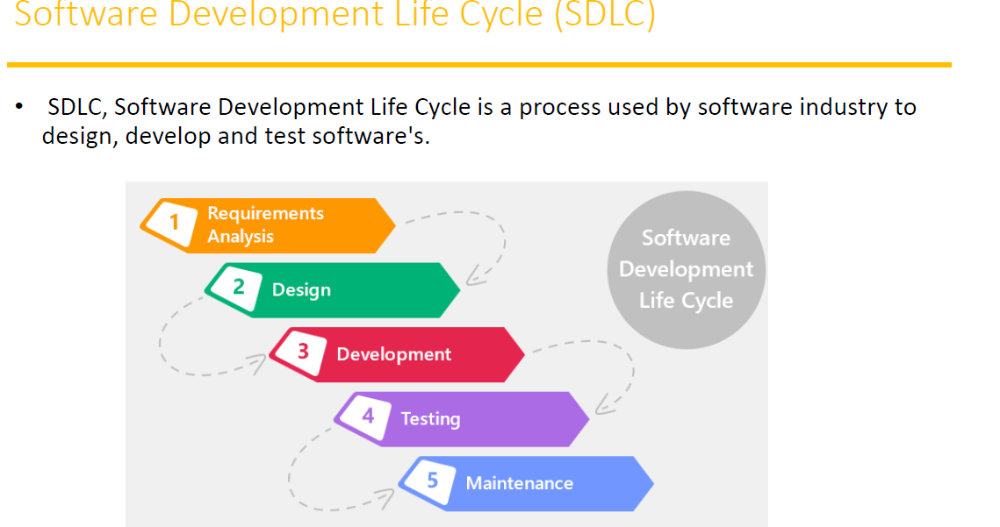 Software Development Life Cycle (SDLC)
• SDLC, Software Development Life Cycle is a process used by software industry to
design, develop and test software's.
1
Requirements
Analysis
2
Design
3
Development
4
Testing
5
Maintenance
Software
Development
Life Cycle